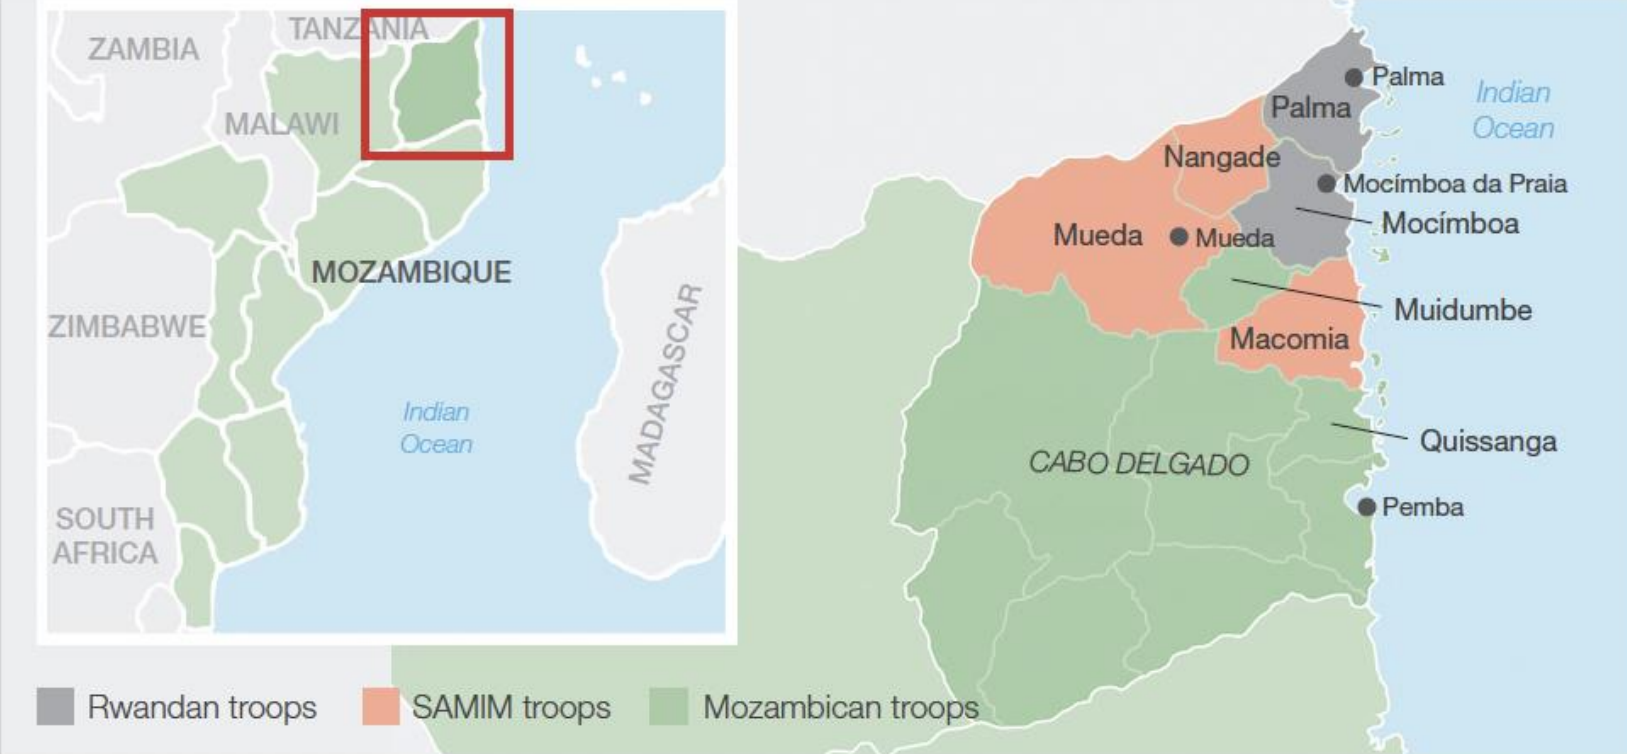 TANZANIA
ZAMBIA
MALAWI
MOZAMBIQUE
ZIMBABWE
MADAGASCAR
Indian
Ocean
SOUTH
AFRICA
Palma
Indian
Ocean
Palma
Nangade
Mocímboa da Praia
Mocímboa
Mueda
Mueda
Muidumbe
Macomia
Quissanga
CABO DELGADO
Pemba
Rwandan troops
SAMIM troops
Mozambican troops